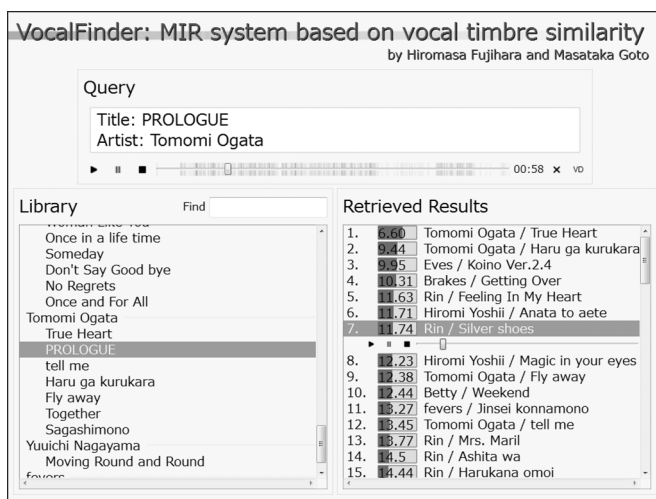 VocalFinder: MIR system based on vocal timbre similarity
by Hiromasa Fujihara and Masataka Goto
Query
Title: PROLOGUE
Artist: Tomomi Ogata
00:58 × VD
Library
Find
Woman Like You
Once in a life time
Someday
Don't Say Good bye
No Regrets
Once and For All
Tomomi Ogata
True Heart
PROLOGUE
tell me
Haru ga kurukara
Fly away
Together
Sagashimono
Yuuichi Nagayama
Moving Round and Round
fevers
Retrieved Results
1. 6.60 Tomomi Ogata / True Heart
2. 9.44 Tomomi Ogata / Haru ga kurukara
3. 9.95 Eves / Koino Ver.2.4
4. 10.31 Brakes / Getting Over
5. 11.63 Rin / Feeling In My Heart
6. 11.71 Hiromi Yoshii / Anata to aete
7. 11.74 Rin / Silver shoes
8. 12.23 Hiromi Yoshii / Magic in your eyes
9. 12.38 Tomomi Ogata / Fly away
10. 12.44 Betty / Weekend
11. 13.27 fevers / Jinsei konnamono
12. 13.45 Tomomi Ogata / tell me
13. 13.77 Rin / Mrs. Maril
14. 14.5 Rin / Ashita wa
15. 14.44 Rin / Harukana omoi